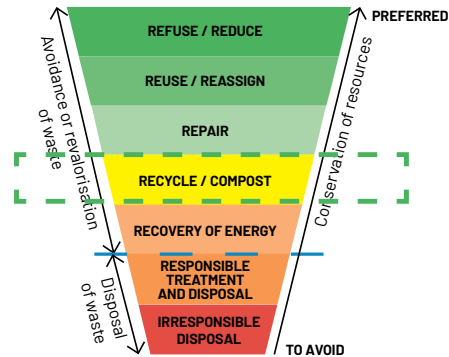 PREFERRED
REFUSE / REDUCE
REUSE / REASSIGN
REPAIR
RECYCLE / COMPOST
RECOVERY OF ENERGY
RESPONSIBLE
TREATMENT
AND DISPOSAL
IRRESPONSIBLE
DISPOSAL
TO AVOID
Avoidance or revalorisation
of waste
Disposal
of waste
Conservation of resources